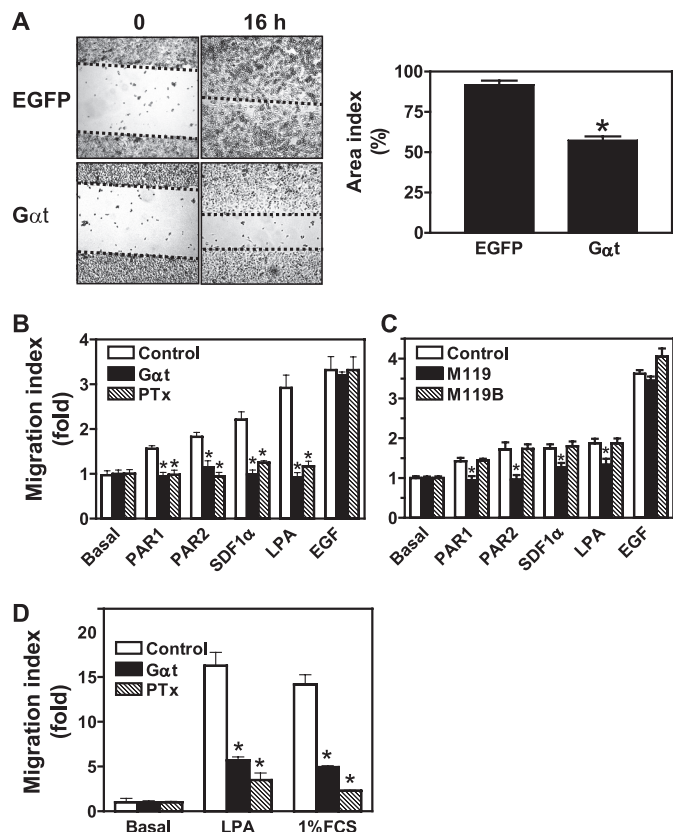 A
0
16 h
EGFP
Gαt
Area index
(%)
100
75
50
25
0
*
EGFP
Gαt
B
Migration index
(fold)
4
3
2
1
0
Control
Gαt
PTx
* *
* *
* *
* *
Basal
PAR1
PAR2
SDF1α
LPA
EGF
C
4
3
2
1
0
Control
M119
M119B
*
*
*
*
Basal
PAR1
PAR2
SDF1α
LPA
EGF
D
Migration index
(fold)
20
15
10
5
0
Control
Gαt
PTx
* *
* *
Basal
LPA
1%FCS